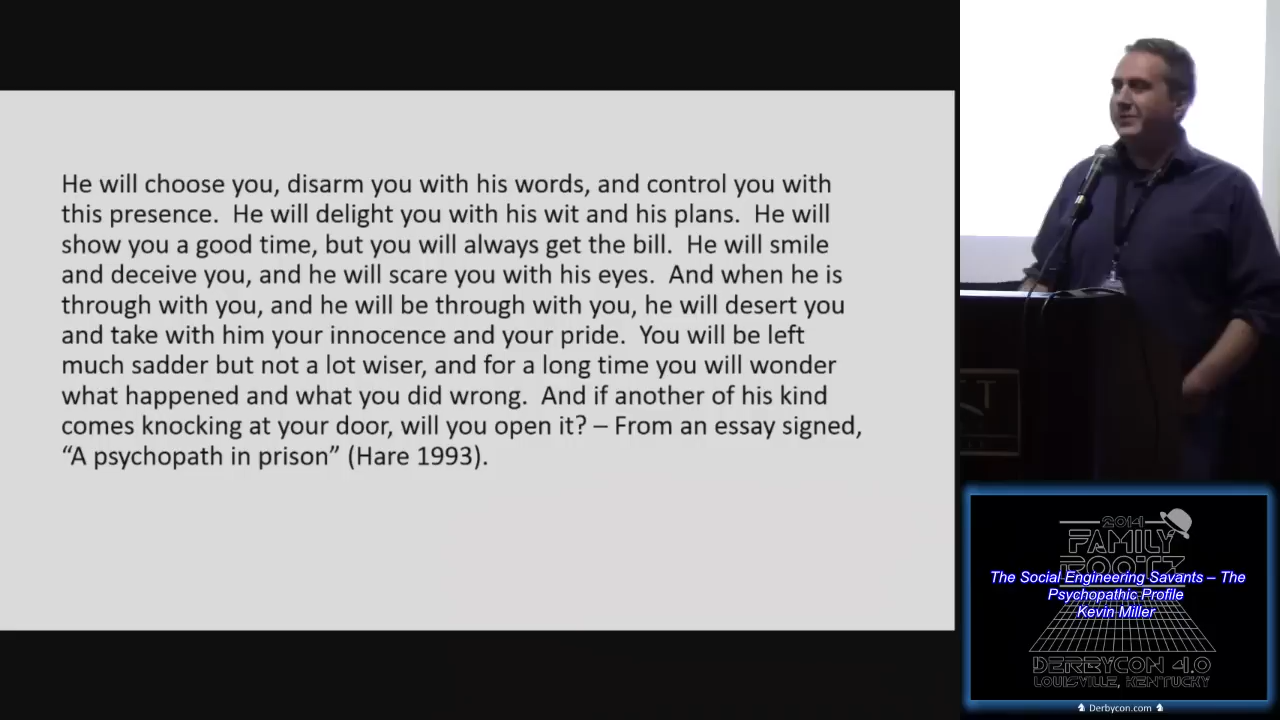 He will choose you, disarm you with his words, and control you with
this presence.  He will delight you with his wit and his plans.  He will
show you a good time, but you will always get the bill.  He will smile
and deceive you, and he will scare you with his eyes.  And when he is
through with you, and he will be through with you, he will desert you
and take with him your innocence and your pride.  You will be left
much sadder but not a lot wiser, and for a long time you will wonder
what happened and what you did wrong.  And if another of his kind
comes knocking at your door, will you open it? – From an essay signed,
“A psychopath in prison” (Hare 1993).
2014
FAMILY
ROOTZ
The Social Engineering Savants – The
Psychopathic Profile
Kevin Miller
DERBYCON 4.0
LOUISVILLE, KENTUCKY
Derbycon.com